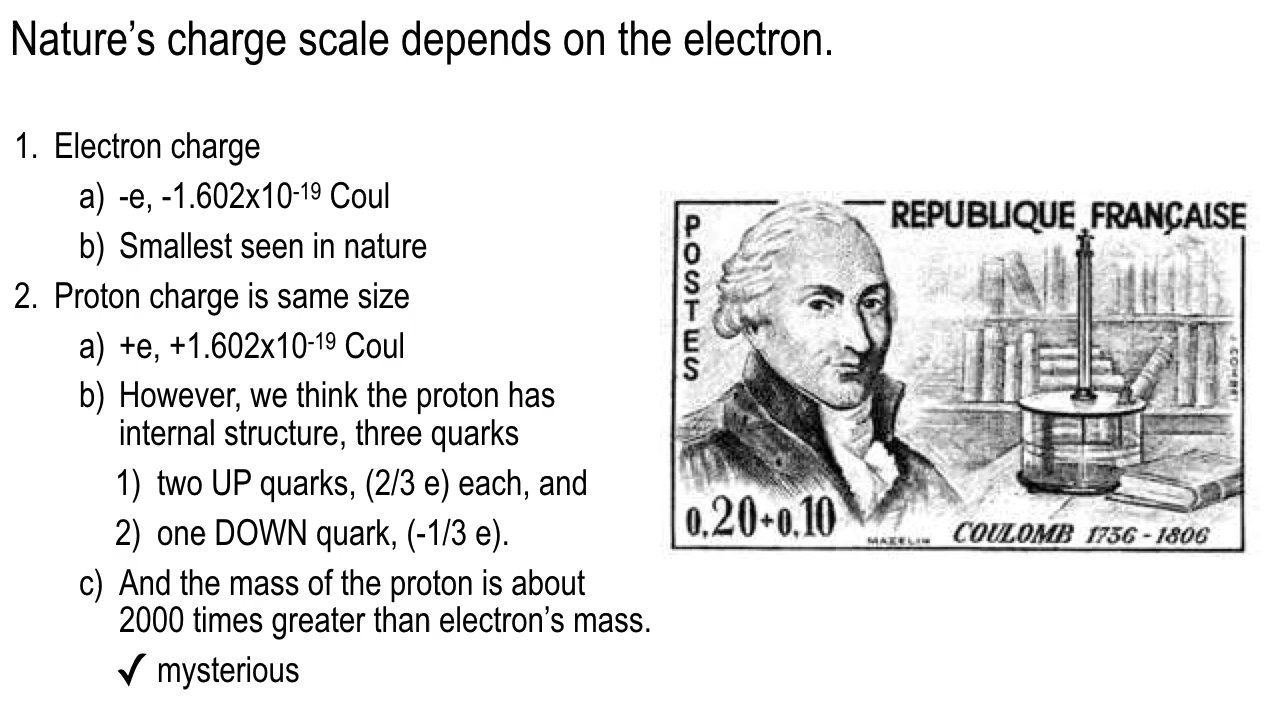 Nature’s charge scale depends on the electron.
1. Electron charge
a) -e, -1.602x10⁻¹⁹ Coul
b) Smallest seen in nature
2. Proton charge is same size
a) +e, +1.602x10⁻¹⁹ Coul
b) However, we think the proton has
internal structure, three quarks
1) two UP quarks, (2/3 e) each, and
2) one DOWN quark, (-1/3 e).
c) And the mass of the proton is about
2000 times greater than electron’s mass.
✓ mysterious
POSTES
REPUBLIQUE FRANÇAISE
0,20+0,10
MAZELIN
COULOMB 1736-1806